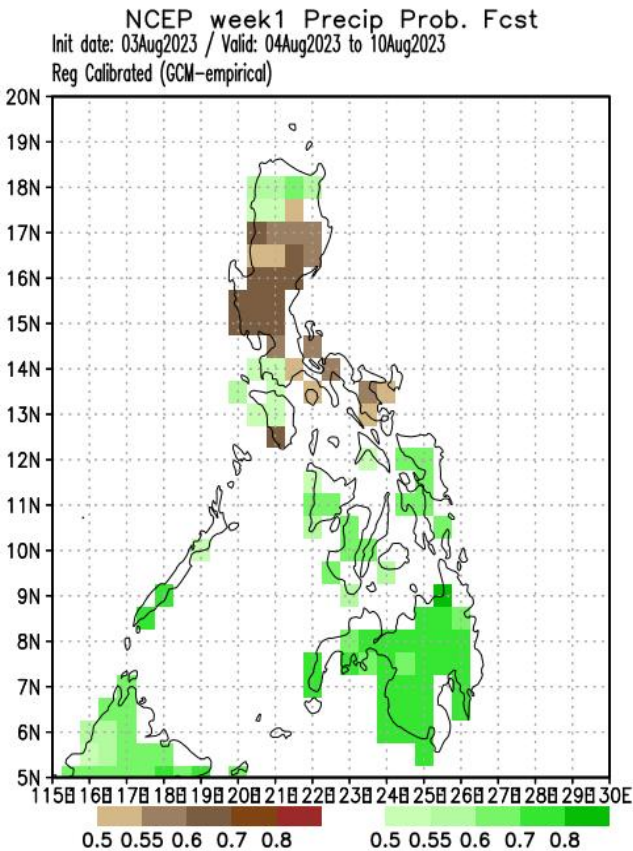 NCEP week1 Precip Prob. Fcst
Init date: 03Aug2023 / Valid: 04Aug2023 to 10Aug2023
Reg Calibrated (GCM-empirical)
20N
19N
18N
17N
16N
15N
14N
13N
12N
11N
10N
9N
8N
7N
6N
5N
115E 116E 117E 118E 119E 120E 121E 122E 123E 124E 125E 126E 127E 128E 129E 130E
0.5 0.55 0.6 0.7 0.8 0.5 0.55 0.6 0.7 0.8